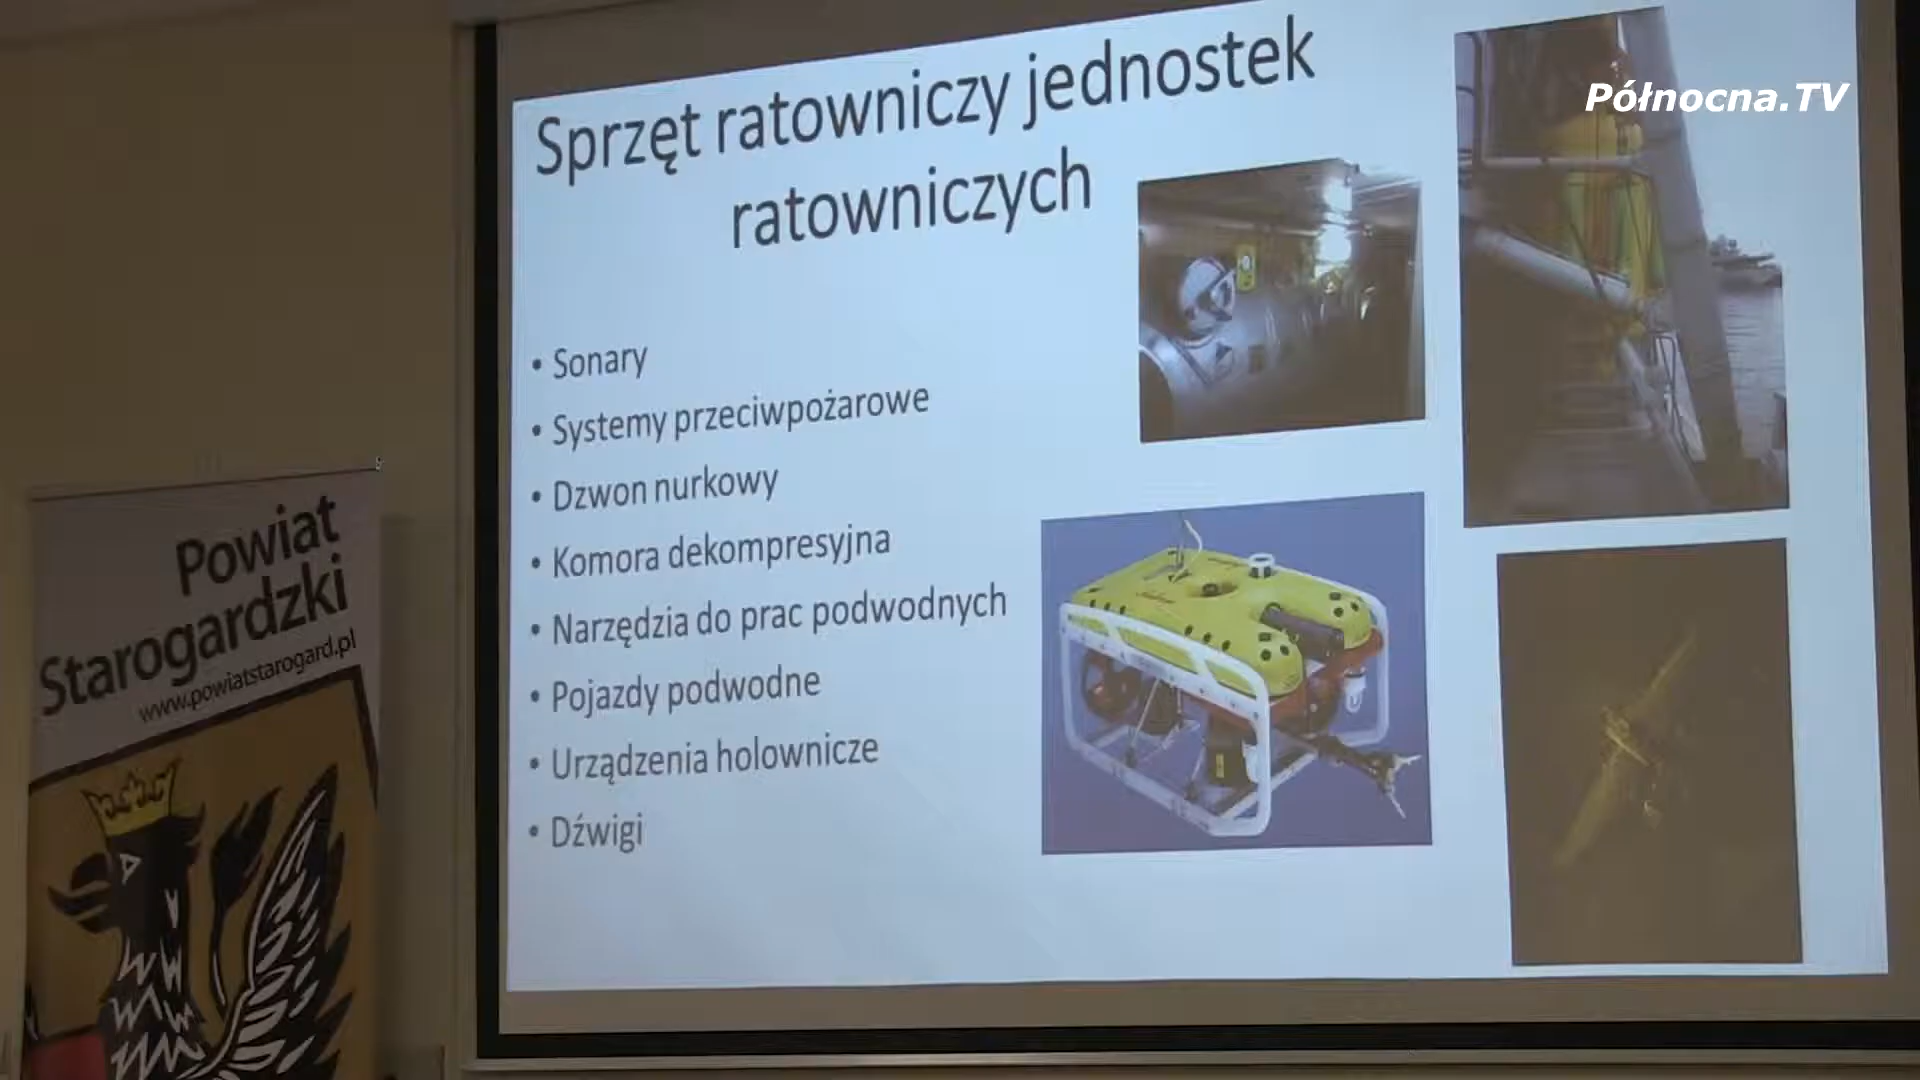 Północna.TV
Sprzęt ratowniczy jednostek
ratowniczych
• Sonary
• Systemy przeciwpożarowe
• Dzwon nurkowy
• Komora dekompresyjna
• Narzędzia do prac podwodnych
• Pojazdy podwodne
• Urządzenia holownicze
• Dźwigi
Powiat
Starogardzki
www.powiatstarogard.pl